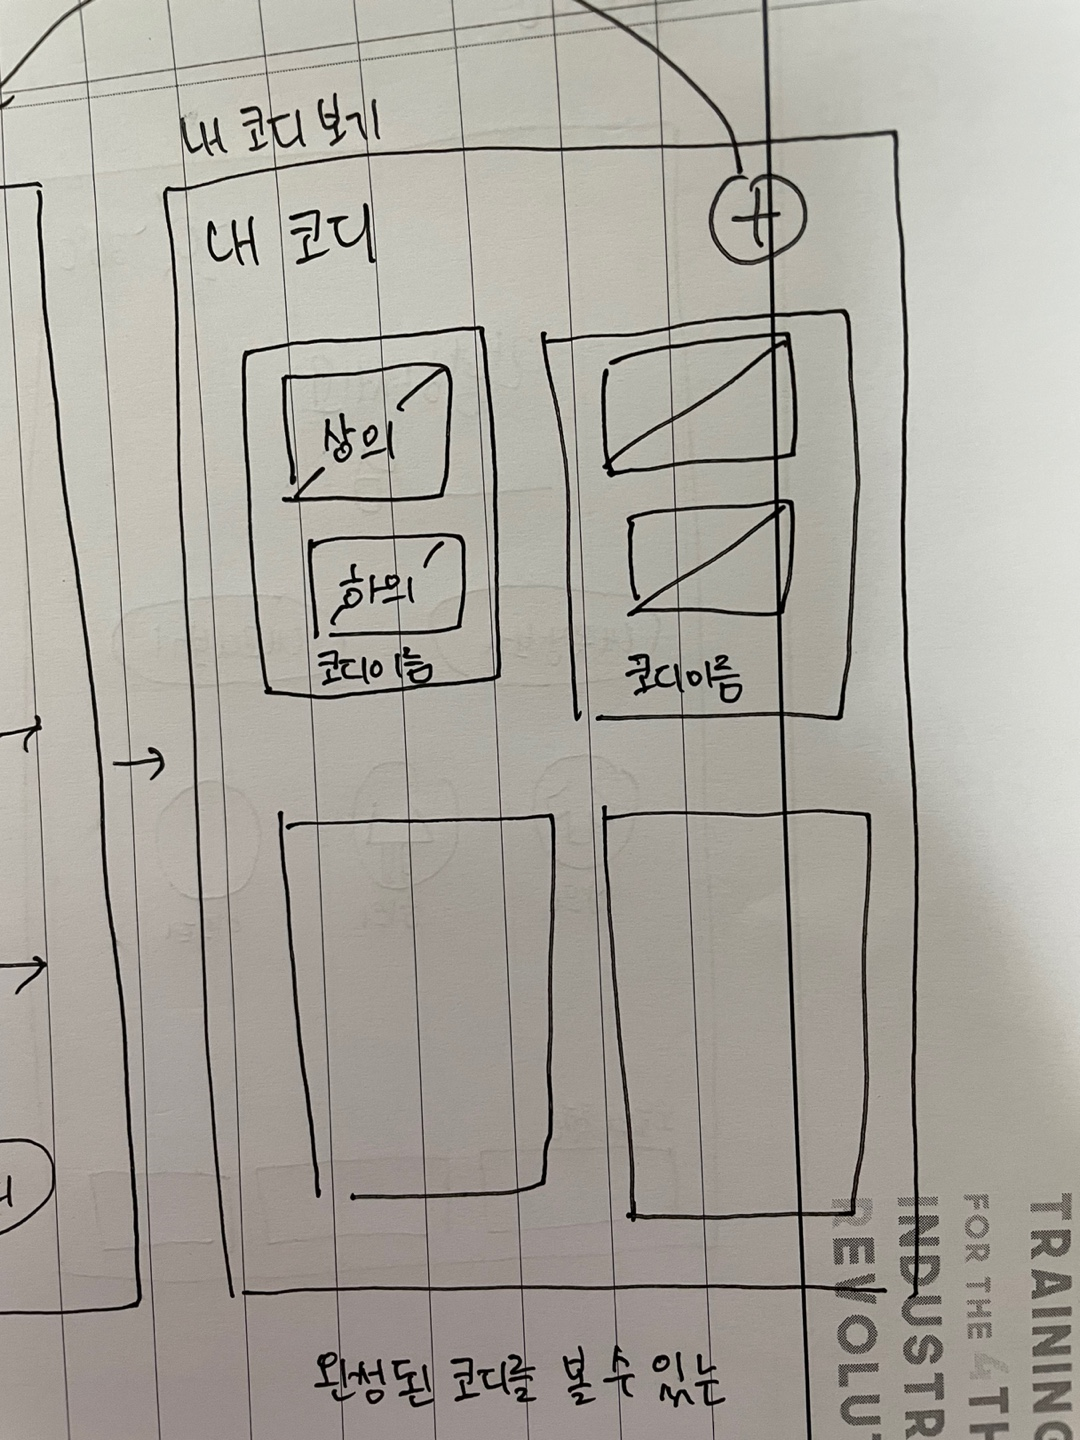 내 코디 보기
내 코디
+
상의
하의
코디이름
코디이름
완성된 코디를 볼 수 있는
TRAINING
FOR THE 4TH
INDUSTR
REVOLUT